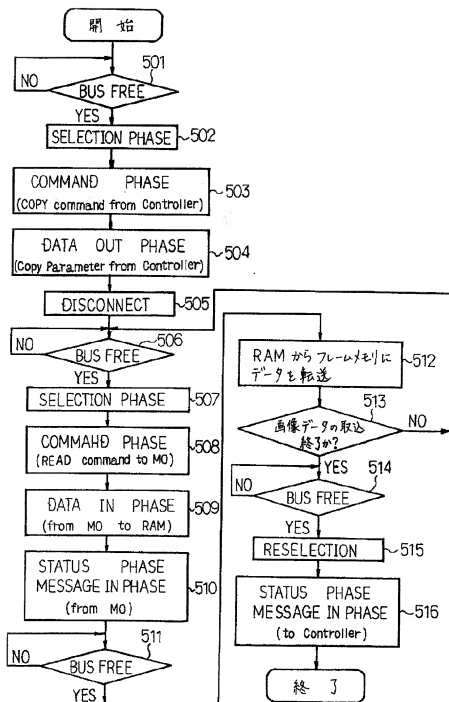 開始
501
NO
BUS FREE
YES
SELECTION PHASE
502
COMMAND PHASE
(COPY command from Controller)
503
DATA OUT PHASE
(Copy Parameter from Controller)
504
DISCONNECT
505
506
NO
BUS FREE
YES
SELECTION PHASE
507
COMMAHD PHASE
(READ command to MO)
508
DATA IN PHASE
(from MO to RAM)
509
STATUS PHASE
MESSAGE IN PHASE
(from MO)
510
511
NO
BUS FREE
YES
RAMからフレームメモリに
データを転送
512
513
画像データの取込
終了か?
NO
YES
514
NO
BUS FREE
YES
RESELECTION
515
STATUS PHASE
MESSAGE IN PHASE
(to Controller)
516
終了